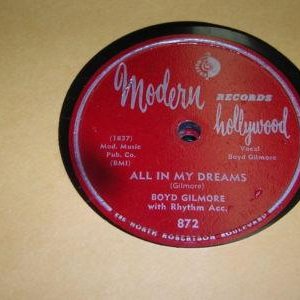 Modern
RECORDS
hollywood
(1837)
Mod. Music
Pub. Co.
(BMI)
Vocal
Boyd Gilmore
ALL IN MY DREAMS
(Gilmore)
BOYD GILMORE
with Rhythm Acc.
872
NORTH ROBERTSON BOULEVARD